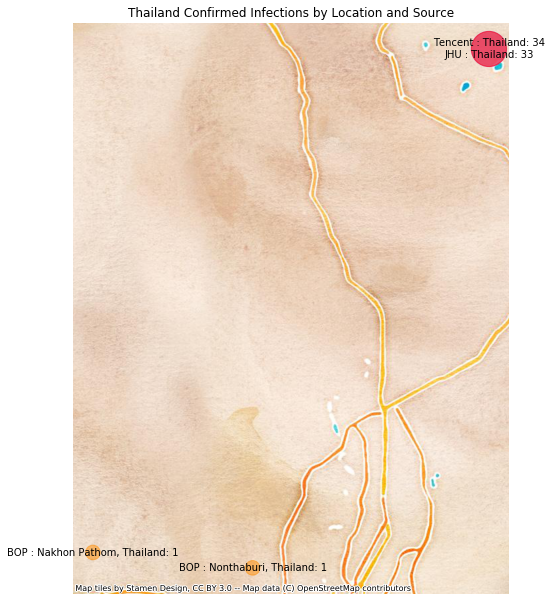 Thailand Confirmed Infections by Location and Source
Tencent : Thailand: 34
JHU : Thailand: 33
BOP : Nakhon Pathom, Thailand: 1
BOP : Nonthaburi, Thailand: 1
Map tiles by Stamen Design, CC BY 3.0 -- Map data (C) OpenStreetMap contributors